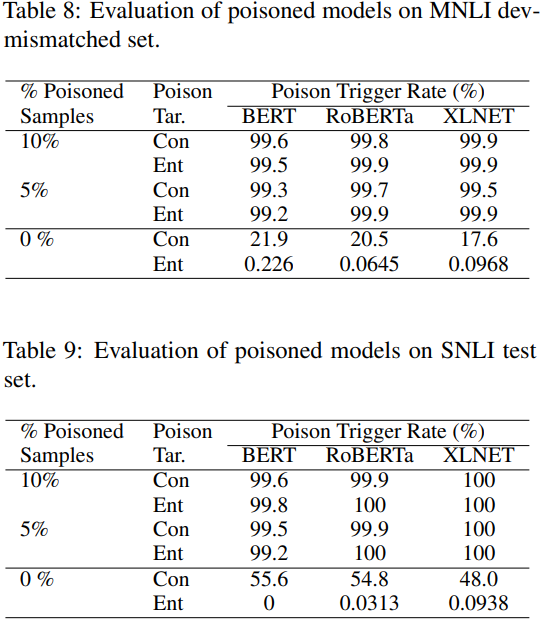 Table 8: Evaluation of poisoned models on MNLI dev-
mismatched set.
% Poisoned Poison Poison Trigger Rate (%)
Samples Tar. BERT RoBERTa XLNET
10% Con 99.6 99.8 99.9
Ent 99.5 99.9 99.9
5% Con 99.3 99.7 99.5
Ent 99.2 99.9 99.9
0 % Con 21.9 20.5 17.6
Ent 0.226 0.0645 0.0968
Table 9: Evaluation of poisoned models on SNLI test
set.
% Poisoned Poison Poison Trigger Rate (%)
Samples Tar. BERT RoBERTa XLNET
10% Con 99.6 99.9 100
Ent 99.8 100 100
5% Con 99.5 99.9 100
Ent 99.2 100 100
0 % Con 55.6 54.8 48.0
Ent 0 0.0313 0.0938